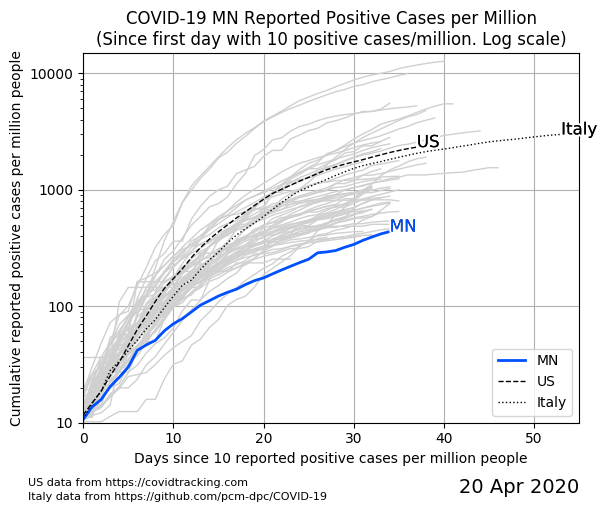 COVID-19 MN Reported Positive Cases per Million
(Since first day with 10 positive cases/million. Log scale)
Cumulative reported positive cases per million people
10000
1000
100
10
US
Italy
MN
MN
US
Italy
0
10
20
30
40
50
Days since 10 reported positive cases per million people
US data from https://covidtracking.com
Italy data from https://github.com/pcm-dpc/COVID-19
20 Apr 2020